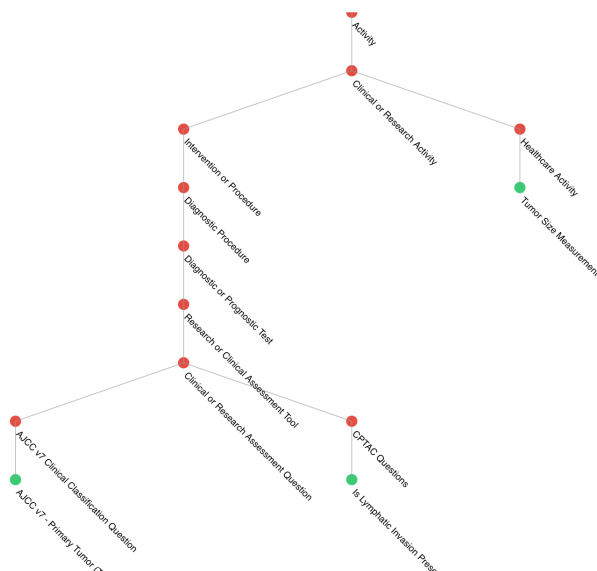 Activity
Clinical or Research Activity
Intervention or Procedure
Healthcare Activity
Diagnostic Procedure
Tumor Size Measurement
Diagnostic or Prognostic Test
Research or Clinical Assessment Tool
Clinical or Research Assessment Question
AJCC v7 Clinical Classification Question
CPTAC Questions
AJCC v7 - Primary Tumor (T
Is Lymphatic Invasion Prese